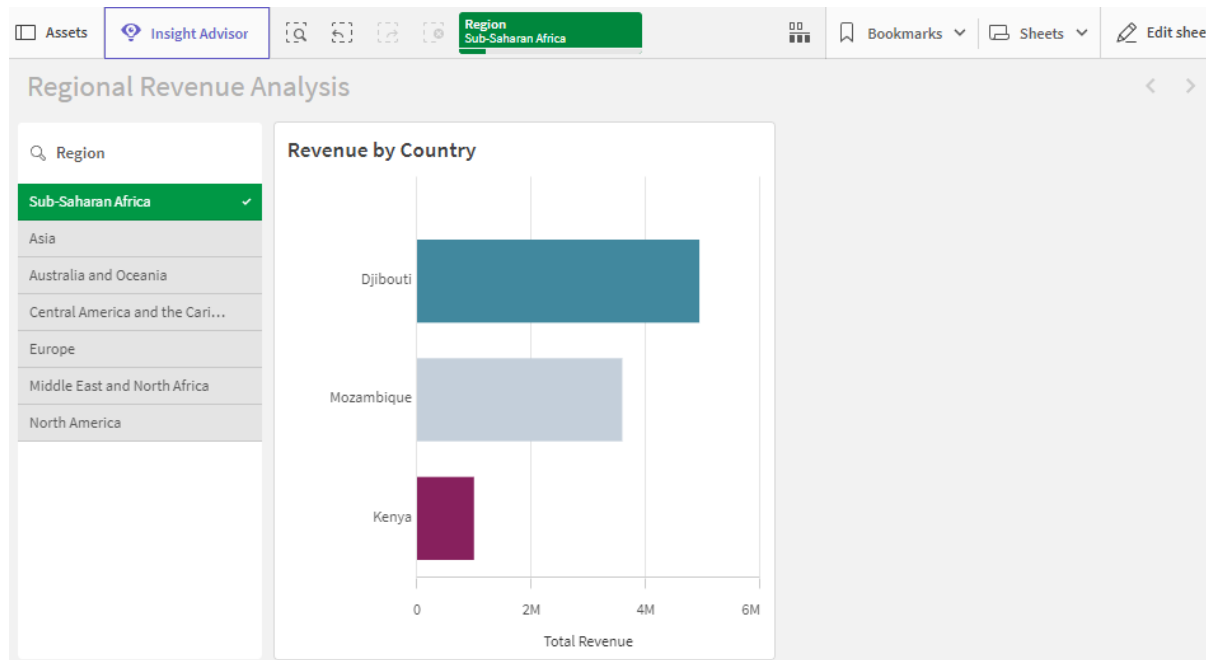 Assets
Insight Advisor
Region
Sub-Saharan Africa
Bookmarks
Sheets
Edit shee
Regional Revenue Analysis
Region
Sub-Saharan Africa
Asia
Australia and Oceania
Central America and the Cari...
Europe
Middle East and North Africa
North America
Revenue by Country
Djibouti
Mozambique
Kenya
0 2M 4M 6M
Total Revenue